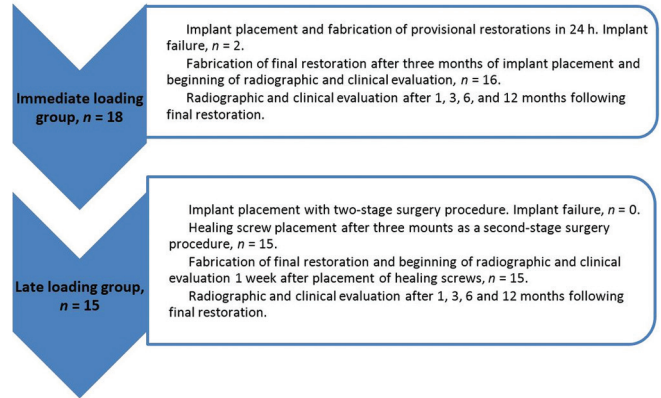 Immediate loading
group, n = 18
Implant placement and fabrication of provisional restorations in 24 h. Implant
failure, n = 2.
Fabrication of final restoration after three months of implant placement and
beginning of radiographic and clinical evaluation, n = 16.
Radiographic and clinical evaluation after 1, 3, 6, and 12 months following
final restoration.
Late loading group,
n = 15
Implant placement with two-stage surgery procedure. Implant failure, n = 0.
Healing screw placement after three mounts as a second-stage surgery
procedure, n = 15.
Fabrication of final restoration and beginning of radiographic and clinical
evaluation 1 week after placement of healing screws, n = 15.
Radiographic and clinical evaluation after 1, 3, 6 and 12 months following
final restoration.